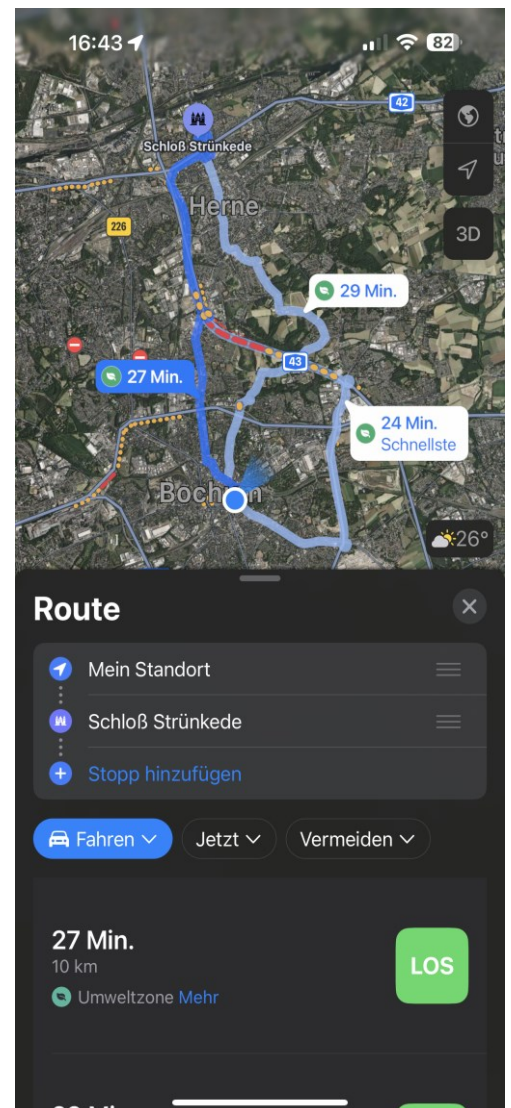 16:43
82
42
Schloß Strünkede
Herne
226
3D
29 Min.
43
27 Min.
24 Min.
Schnellste
Bochum
26°
Route
Mein Standort
Schloß Strünkede
Stopp hinzufügen
Fahren
Jetzt
Vermeiden
27 Min.
10 km
LOS
Umweltzone Mehr